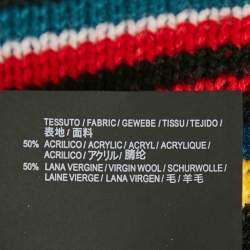 TESSUTO / FABRIC / GEWEBE / TISSU / TEJIDO /
表地 / 面料
50% ACRILICO / ACRYLIC / ACRYL / ACRYLIQUE /
ACRILICO / アクリル / 腈纶
50% LANA VERGINE / VIRGIN WOOL / SCHURWOLLE /
LAINE VIERGE / LANA VIRGEN / 毛 / 羊毛